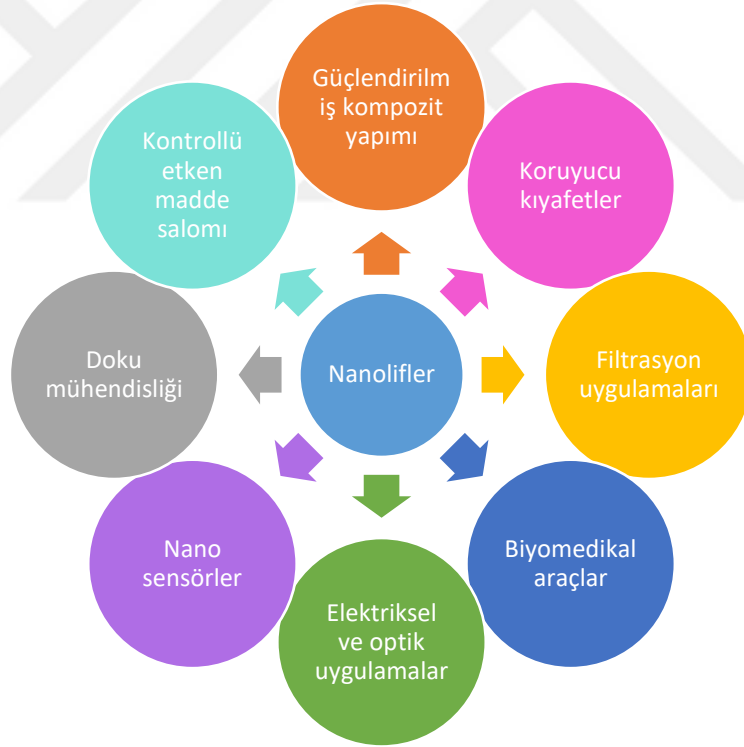 Güçlendirilm
iş kompozit
yapımı
Koruyucu
kıyafetler
Filtrasyon
uygulamaları
Biyomedikal
araçlar
Elektriksel
ve optik
uygulamalar
Nano
sensörler
Doku
mühendisliği
Kontrollü
etken
madde
salomı
Nanolifler